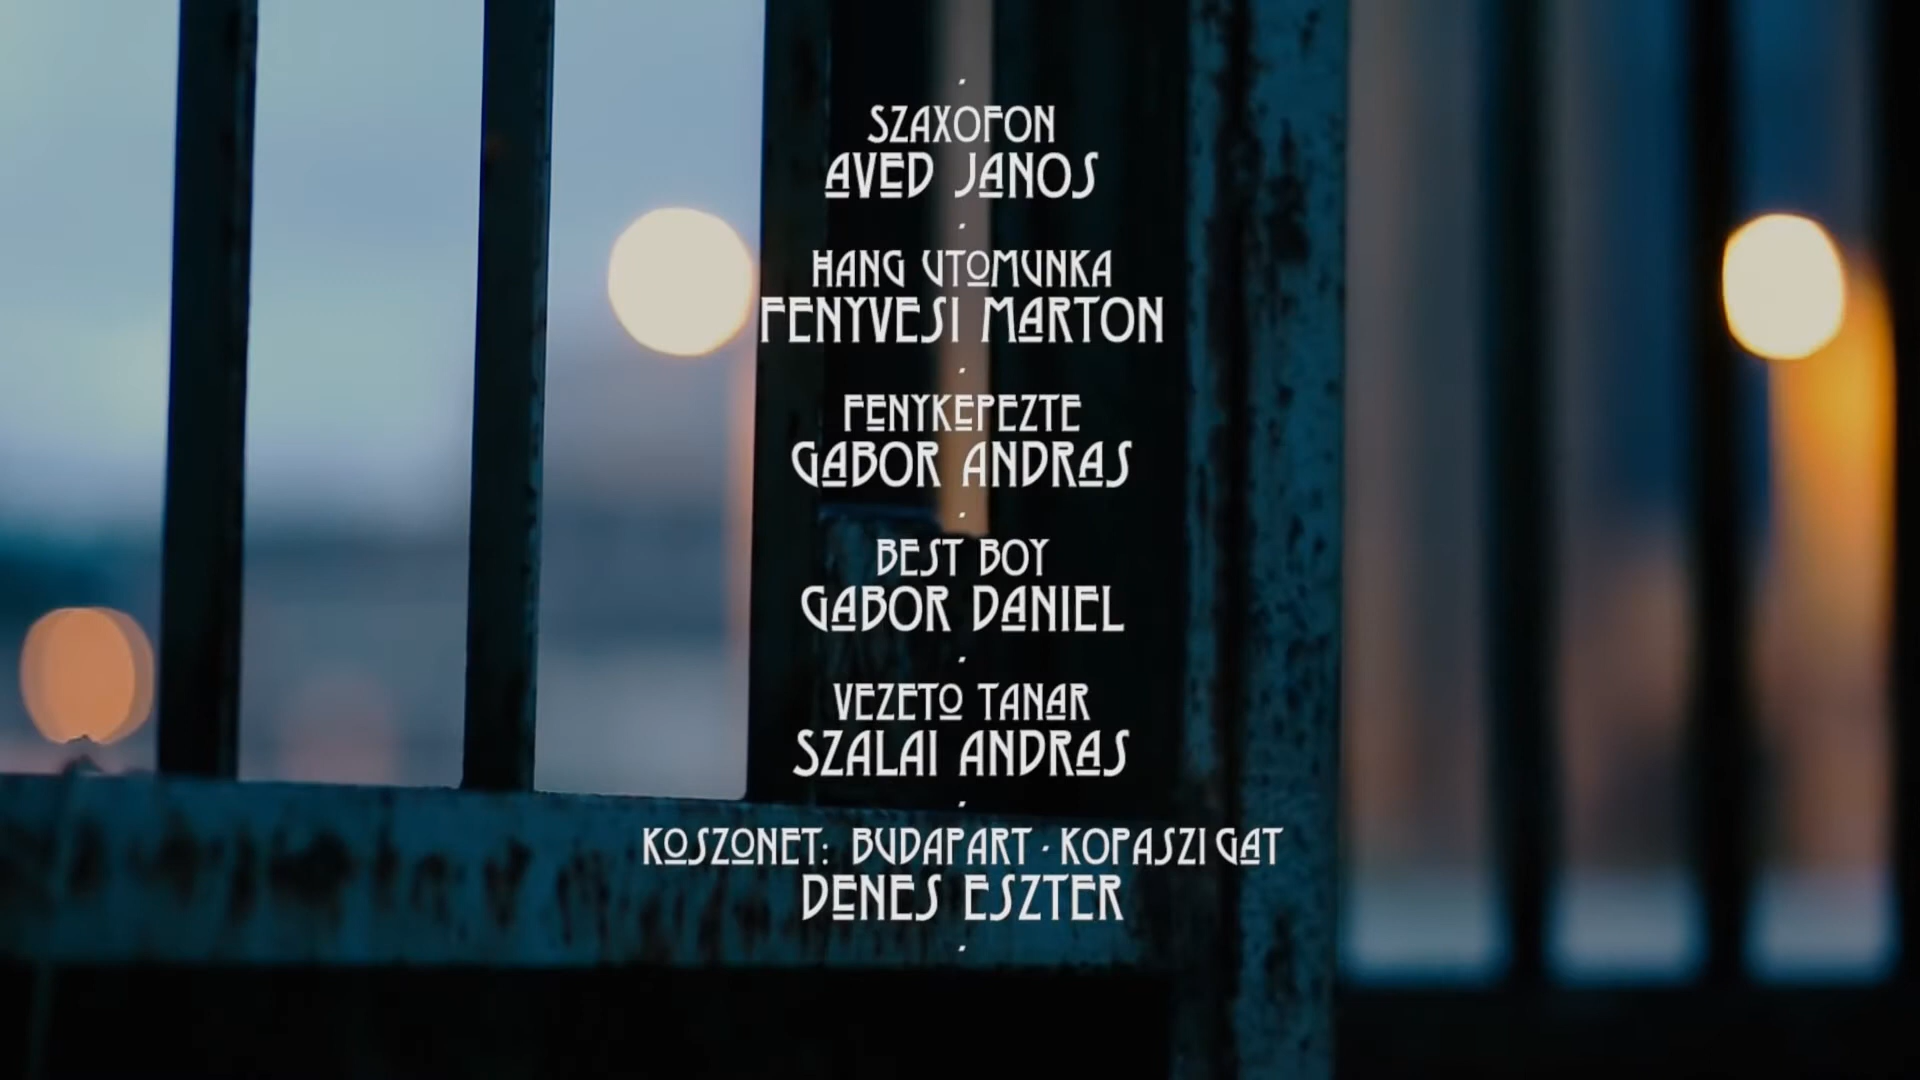 SZAXOFON
AVED JANOS
HANG UTOMUNKA
FENYVESI MARTON
FENYKEPEZTE
GABOR ANDRAS
BEST BOY
GABOR DANIEL
VEZETO TANAR
SZALAI ANDRAS
KOSZONET: BUDAPART · KOPASZI GAT
DENES ESZTER